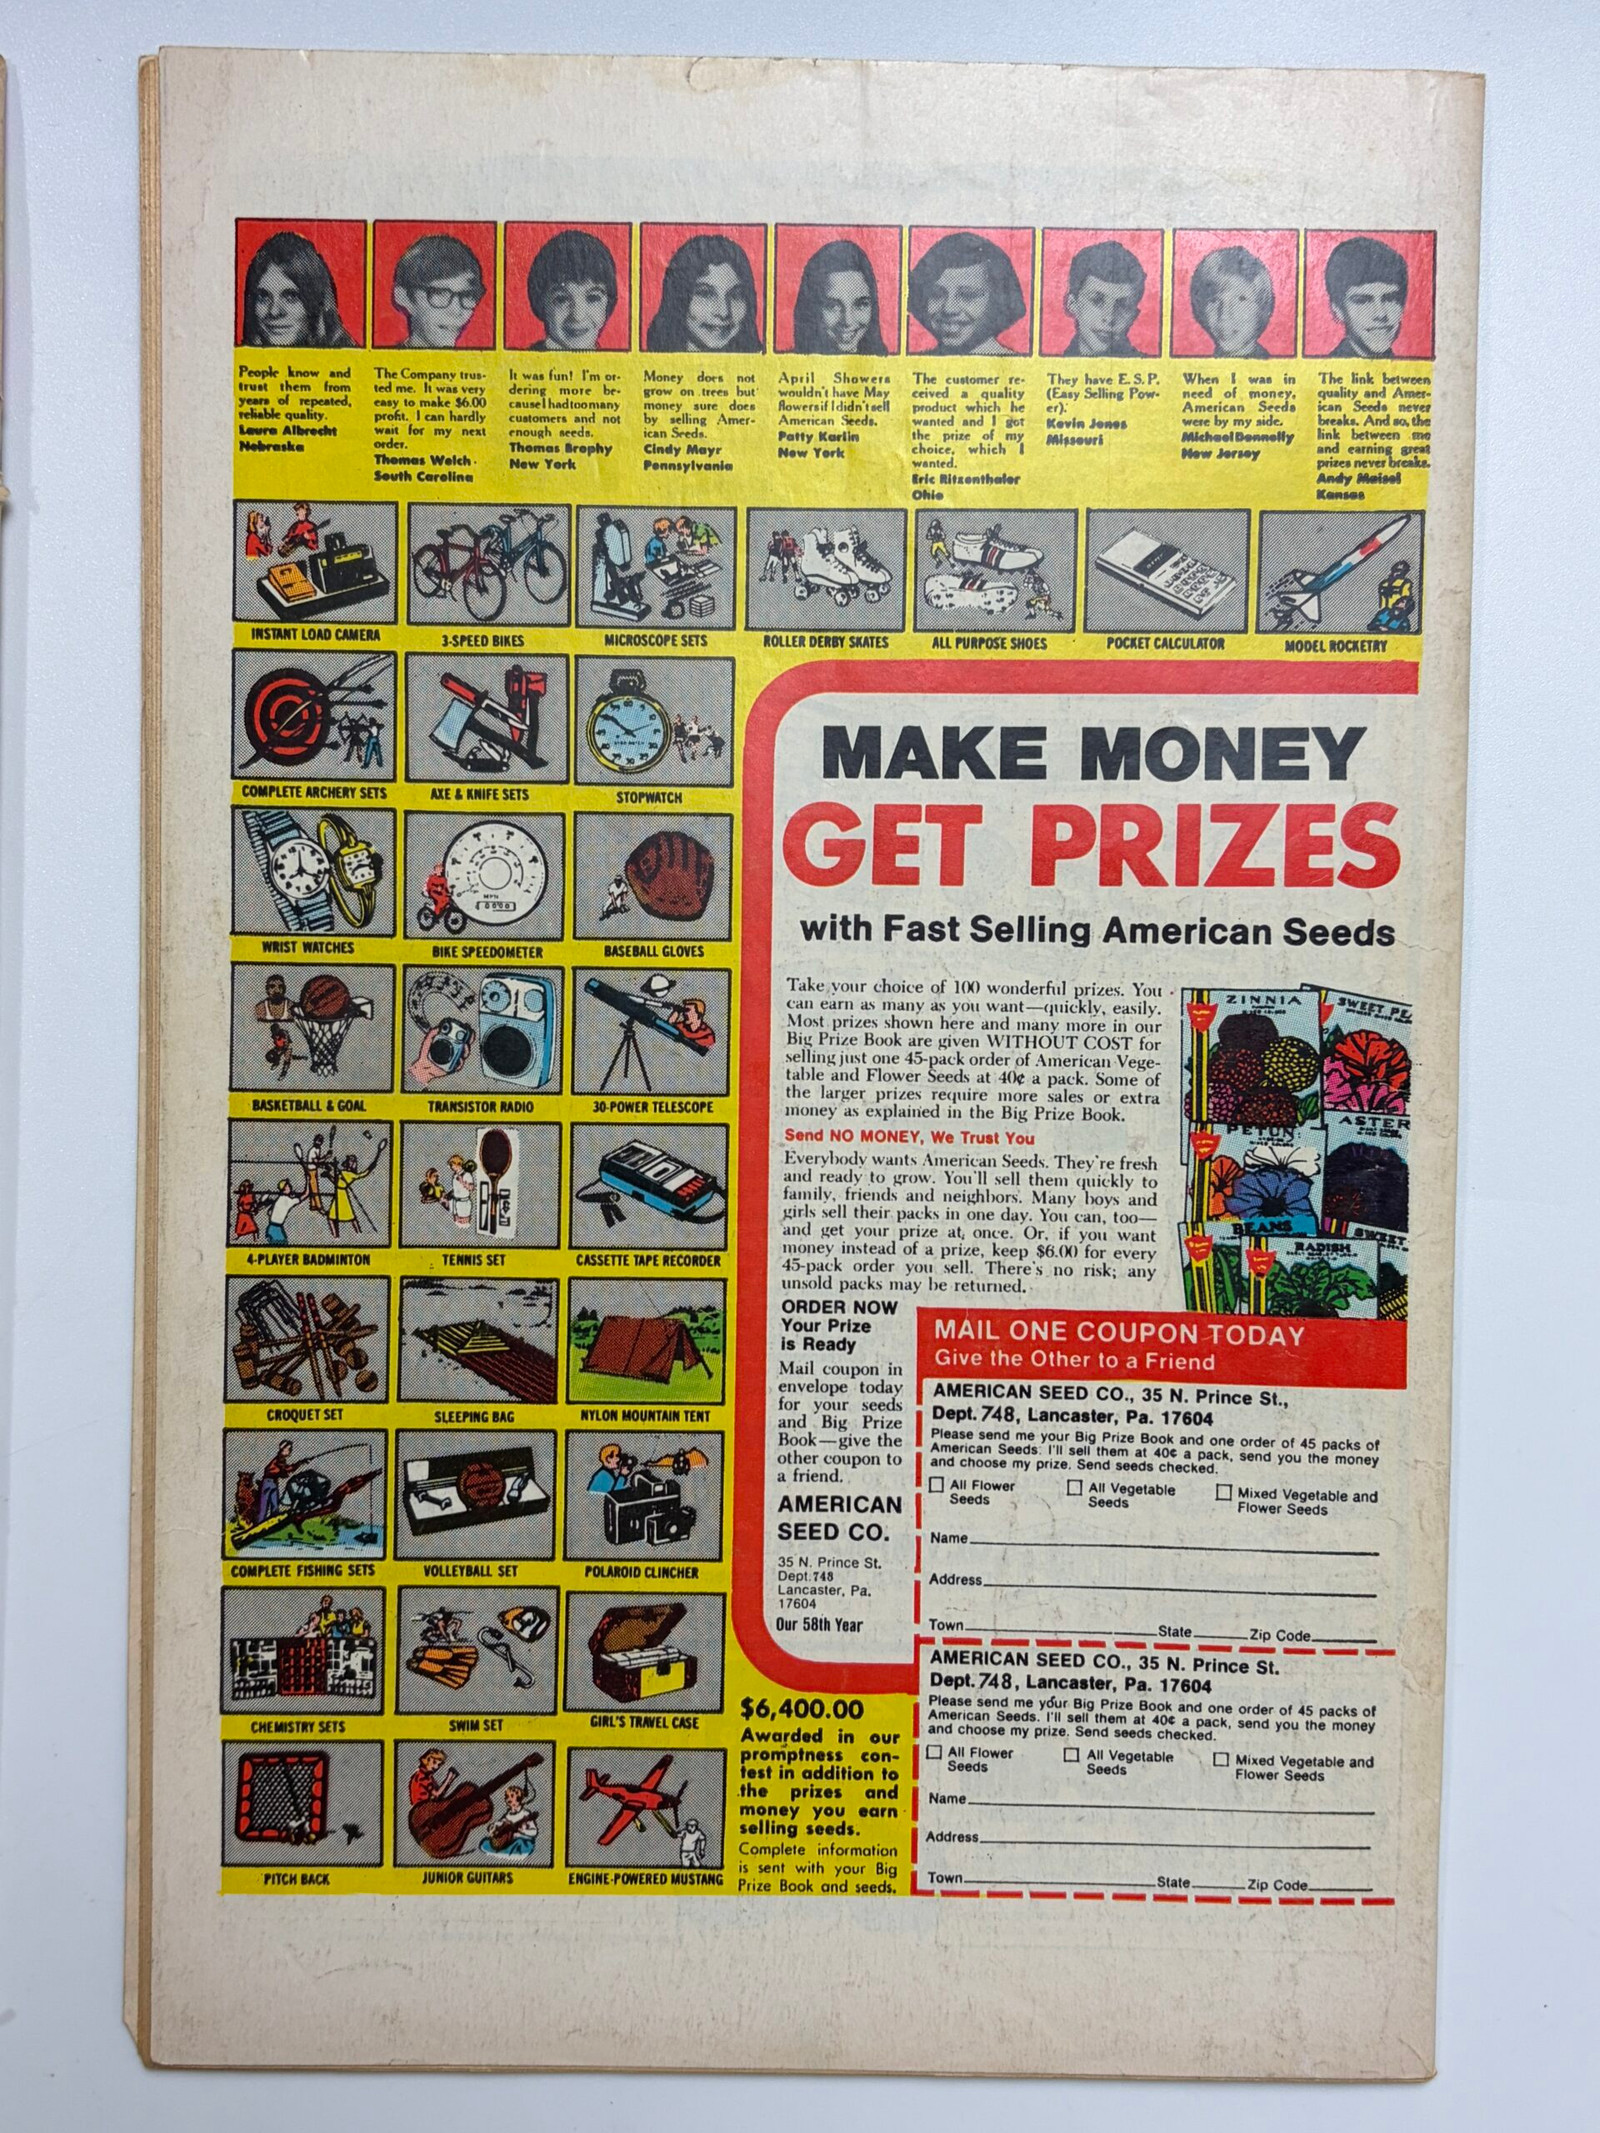 People know and
trust them from
years of repeated,
reliable quality.
Laura Albrecht
Nebraska
The Company trus-
ted me. It was very
easy to make $6.00
profit. I can hardly
wait for my next
order.
Thomas Welch
South Carolina
It was fun! I'm or-
dering more be-
cause I had too many
customers and not
enough seeds.
Thomas Brophy
New York
Money does not
grow on trees but
money sure does
by selling Amer-
ican Seeds.
Cindy Mayr
Pennsylvania
April Showers
wouldn't have May
flowers if I didn't sell
American Seeds.
Patty Karlin
New York
The customer re-
ceived a quality
product which he
wanted and I got
the prize of my
choice, which I
wanted.
Eric Ritzenthaler
Ohio
They have E.S.P.
(Easy Selling Pow-
er).
Kevin Jones
Missouri
When I was in
need of money,
American Seeds
were by my side.
Michael Donnelly
New Jersey
The link between
quality and Amer-
ican Seeds never
breaks. And so, the
link between me
and earning great
prizes never breaks.
Andy Maisel
Kansas
INSTANT LOAD CAMERA
3-SPEED BIKES
MICROSCOPE SETS
ROLLER DERBY SKATES
ALL PURPOSE SHOES
POCKET CALCULATOR
MODEL ROCKETRY
COMPLETE ARCHERY SETS
AXE & KNIFE SETS
STOPWATCH
WRIST WATCHES
BIKE SPEEDOMETER
BASEBALL GLOVES
BASKETBALL & GOAL
TRANSISTOR RADIO
30-POWER TELESCOPE
4-PLAYER BADMINTON
TENNIS SET
CASSETTE TAPE RECORDER
CROQUET SET
SLEEPING BAG
NYLON MOUNTAIN TENT
COMPLETE FISHING SETS
VOLLEYBALL SET
POLAROID CLINCHER
CHEMISTRY SETS
SWIM SET
GIRL'S TRAVEL CASE
PITCH BACK
JUNIOR GUITARS
ENGINE-POWERED MUSTANG
MAKE MONEY
GET PRIZES
with Fast Selling American Seeds
Take your choice of 100 wonderful prizes. You
can earn as many as you want—quickly, easily.
Most prizes shown here and many more in our
Big Prize Book are given WITHOUT COST for
selling just one 45-pack order of American Vege-
table and Flower Seeds at 40¢ a pack. Some of
the larger prizes require more sales or extra
money as explained in the Big Prize Book.
Send NO MONEY, We Trust You
Everybody wants American Seeds. They're fresh
and ready to grow. You'll sell them quickly to
family, friends and neighbors. Many boys and
girls sell their packs in one day. You can, too—
and get your prize at once. Or, if you want
money instead of a prize, keep $6.00 for every
45-pack order you sell. There's no risk; any
unsold packs may be returned.
ZINNIA
SWEET PE
PETUN
ASTER
BEANS
SWEET
RADISH
ORDER NOW
Your Prize
is Ready
Mail coupon in
envelope today
for your seeds
and Big Prize
Book—give the
other coupon to
a friend.
AMERICAN
SEED CO.
35 N. Prince St.
Dept. 748
Lancaster, Pa.
17604
Our 58th Year
$6,400.00
Awarded in our
promptness con-
test in addition to
the prizes and
money you earn
selling seeds.
Complete information
is sent with your Big
Prize Book and seeds.
MAIL ONE COUPON TODAY
Give the Other to a Friend
AMERICAN SEED CO., 35 N. Prince St.,
Dept. 748, Lancaster, Pa. 17604
Please send me your Big Prize Book and one order of 45 packs of
American Seeds. I'll sell them at 40¢ a pack, send you the money
and choose my prize. Send seeds checked.
All Flower
Seeds
All Vegetable
Seeds
Mixed Vegetable and
Flower Seeds
Name
Address
Town State Zip Code
AMERICAN SEED CO., 35 N. Prince St.
Dept. 748, Lancaster, Pa. 17604
Please send me your Big Prize Book and one order of 45 packs of
American Seeds. I'll sell them at 40¢ a pack, send you the money
and choose my prize. Send seeds checked.
All Flower
Seeds
All Vegetable
Seeds
Mixed Vegetable and
Flower Seeds
Name
Address
Town State Zip Code